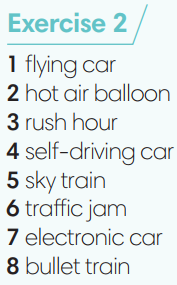 Exercise 2
1 flying car
2 hot air balloon
3 rush hour
4 self-driving car
5 sky train
6 traffic jam
7 electronic car
8 bullet train